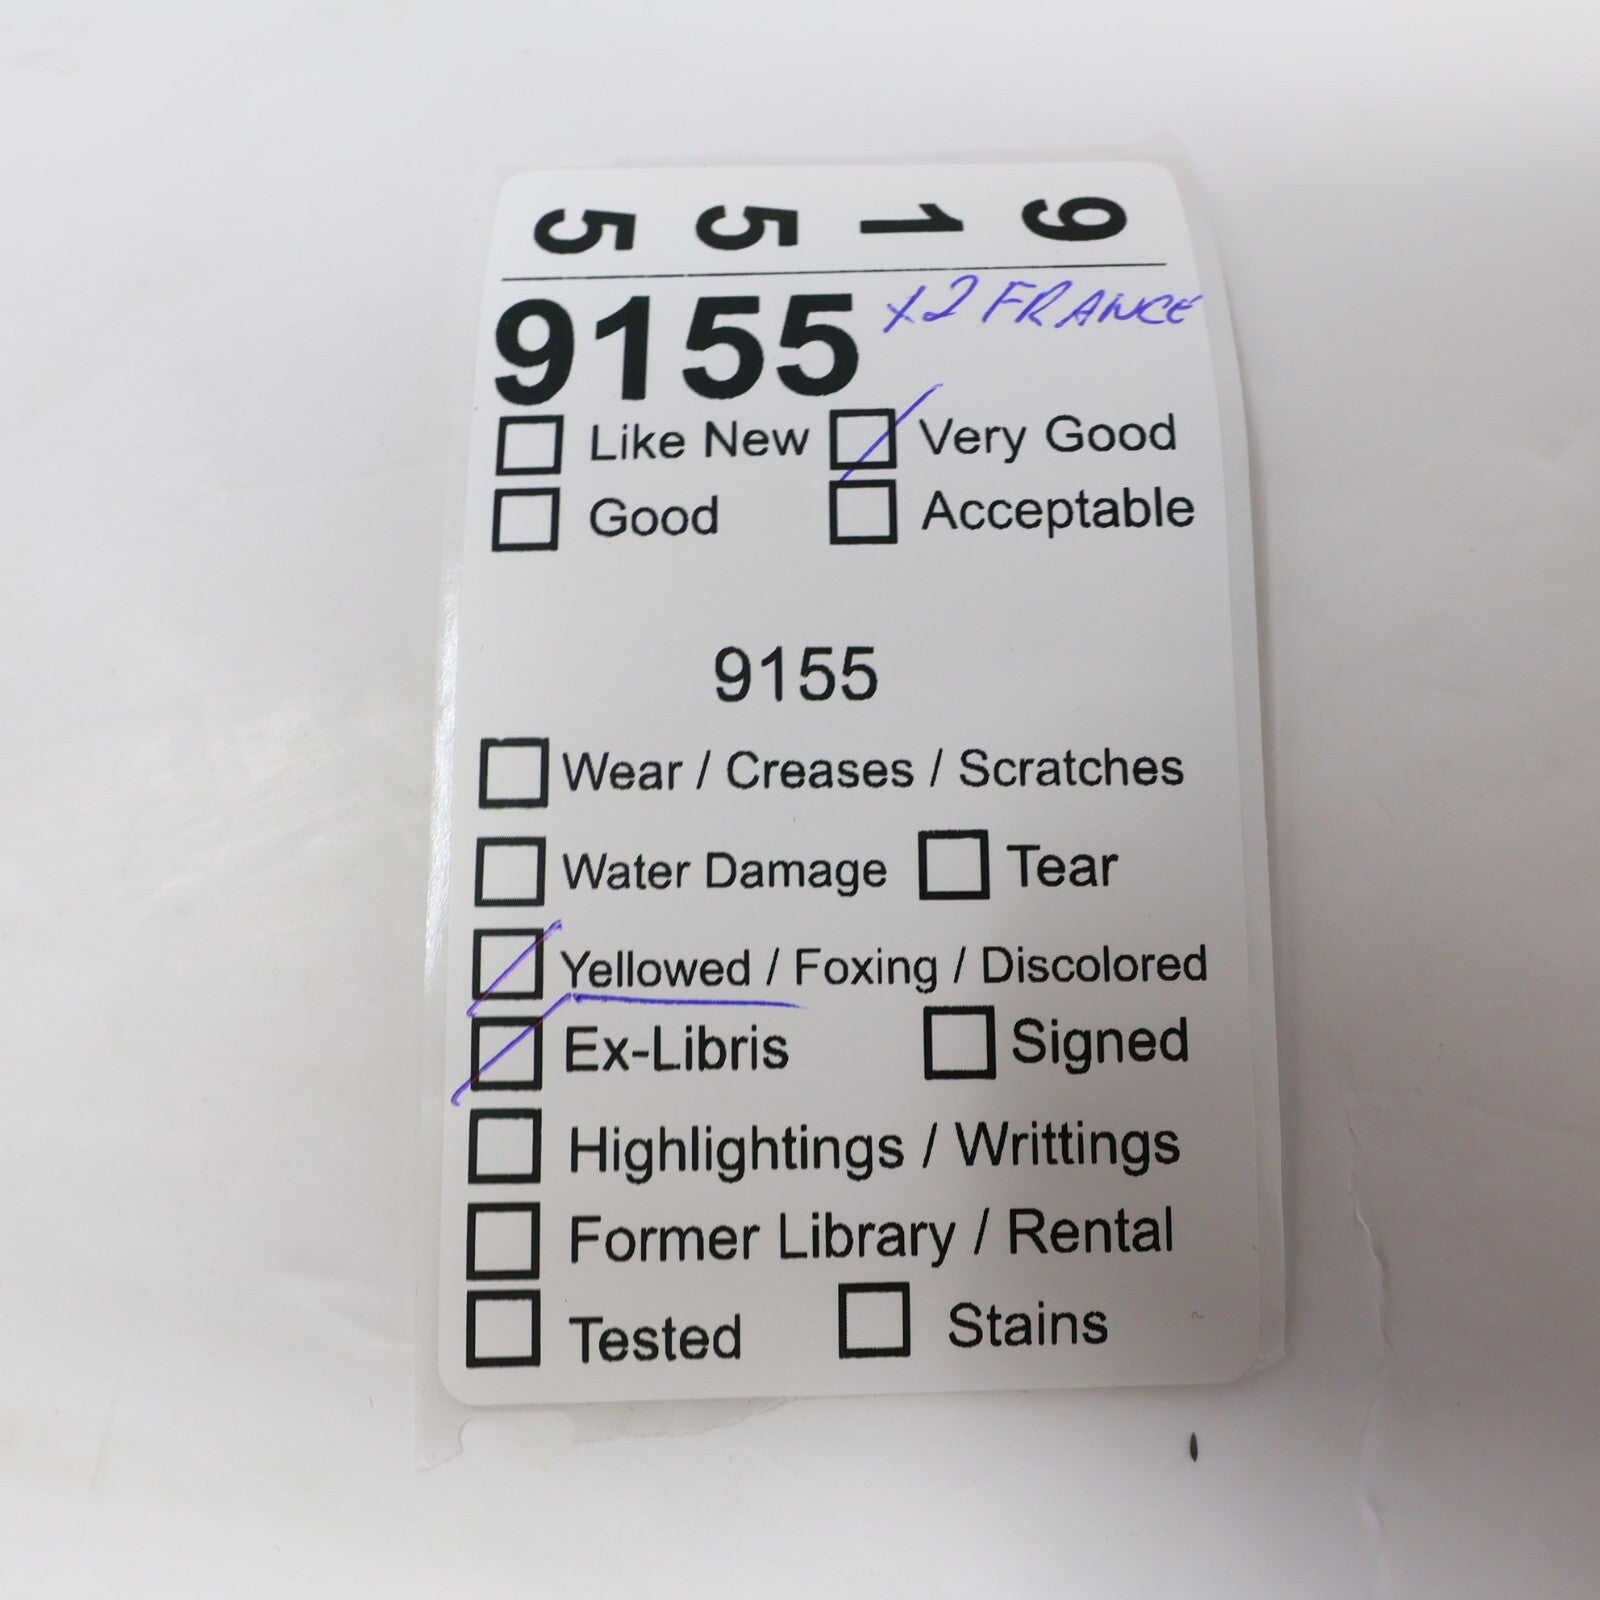 9 1 5 5
9155 x2 FRANCE
Like New Very Good
Good Acceptable
9155
Wear / Creases / Scratches
Water Damage Tear
Yellowed / Foxing / Discolored
Ex-Libris Signed
Highlightings / Writtings
Former Library / Rental
Tested Stains